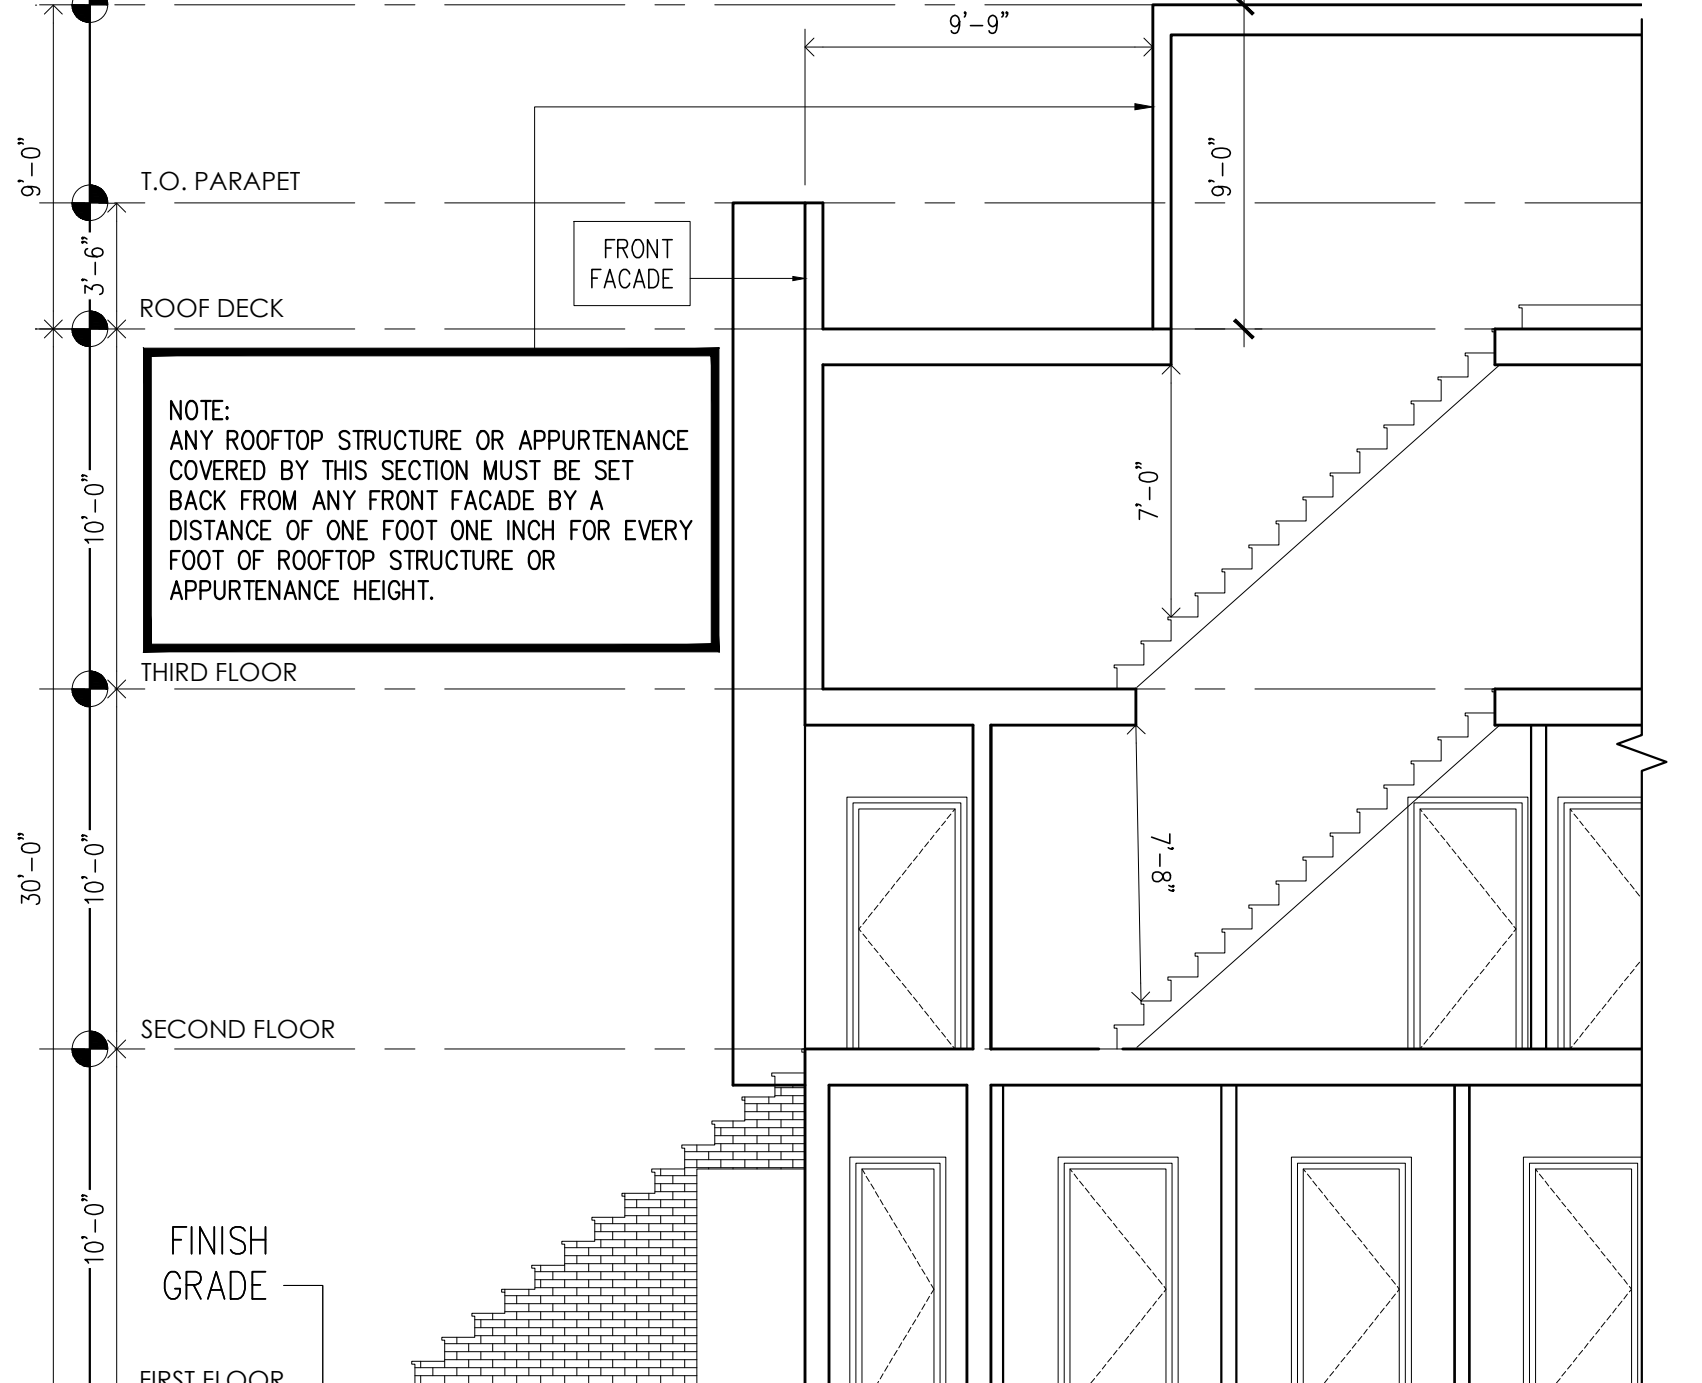 9'-9"
9'-0"
T.O. PARAPET
9'-0"
3'-6"
FRONT
FACADE
ROOF DECK
NOTE:
ANY ROOFTOP STRUCTURE OR APPURTENANCE
COVERED BY THIS SECTION MUST BE SET
BACK FROM ANY FRONT FACADE BY A
DISTANCE OF ONE FOOT ONE INCH FOR EVERY
FOOT OF ROOFTOP STRUCTURE OR
APPURTENANCE HEIGHT.
10'-0"
7'-0"
THIRD FLOOR
30'-0"
10'-0"
7'-8"
SECOND FLOOR
10'-0"
FINISH
GRADE
FIRST FLOOR